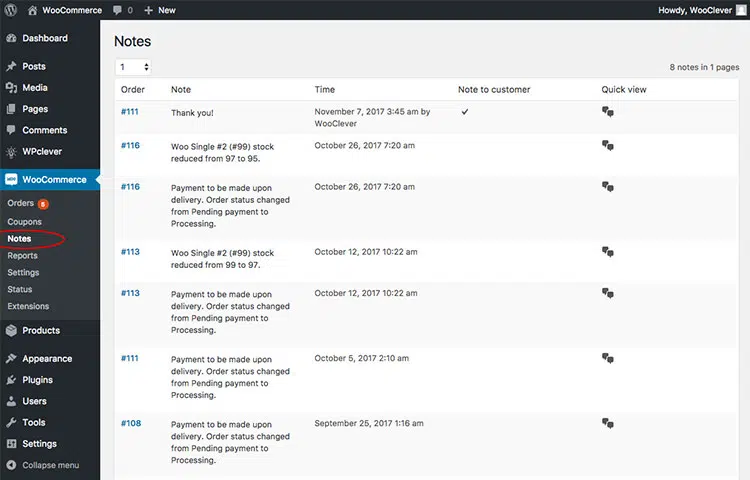 WooCommerce 0 New Howdy, WooClever
Dashboard
Posts
Media
Pages
Comments
WPclever
WooCommerce
Orders 5
Coupons
Notes
Reports
Settings
Status
Extensions
Products
Appearance
Plugins
Users
Tools
Settings
Collapse menu
Notes
1
8 notes in 1 pages
Order Note Time Note to customer Quick view
#111 Thank you! November 7, 2017 3:45 am by
WooClever
#116 Woo Single #2 (#99) stock October 26, 2017 7:20 am
reduced from 97 to 95.
#116 Payment to be made upon October 26, 2017 7:20 am
delivery. Order status changed
from Pending payment to
Processing.
#113 Woo Single #2 (#99) stock October 12, 2017 10:22 am
reduced from 99 to 97.
#113 Payment to be made upon October 12, 2017 10:22 am
delivery. Order status changed
from Pending payment to
Processing.
#111 Payment to be made upon October 5, 2017 2:10 am
delivery. Order status changed
from Pending payment to
Processing.
#108 Payment to be made upon September 25, 2017 1:16 am
delivery. Order status changed
from Pending payment to
Processing.